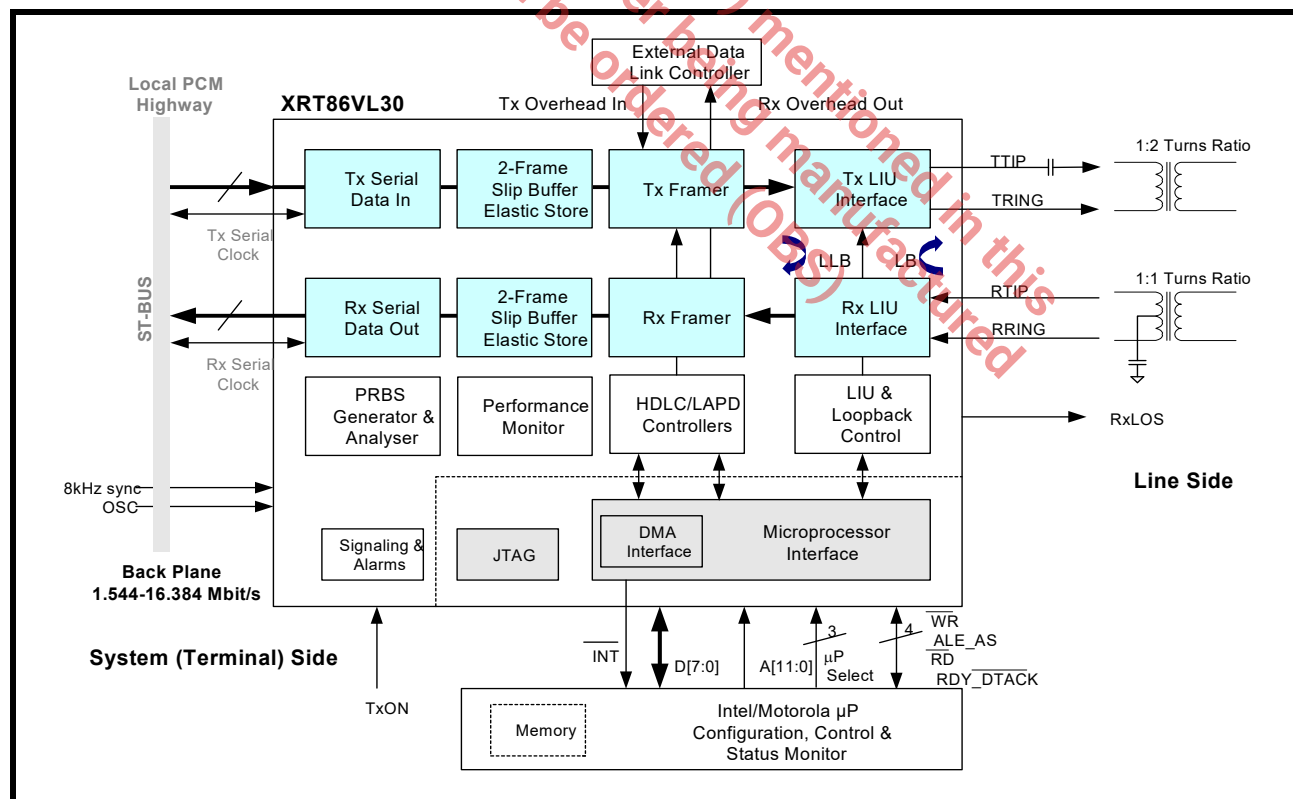 ) mentioned in this
er being manufactured
be ordered (OBS)
External Data
Link Controller
Local PCM
Highway
XRT86VL30
Tx Overhead In
Rx Overhead Out
Tx Serial
Data In
2-Frame
Slip Buffer
Elastic Store
Tx Framer
Tx LIU
Interface
TTIP
TRING
1:2 Turns Ratio
Tx Serial
Clock
LLB
LB
ST-BUS
Rx Serial
Data Out
2-Frame
Slip Buffer
Elastic Store
Rx Framer
Rx LIU
Interface
RTIP
RRING
1:1 Turns Ratio
Rx Serial
Clock
PRBS
Generator &
Analyser
Performance
Monitor
HDLC/LAPD
Controllers
LIU &
Loopback
Control
RxLOS
Line Side
8kHz sync
OSC
Signaling &
Alarms
JTAG
DMA
Interface
Microprocessor
Interface
Back Plane
1.544-16.384 Mbit/s
System (Terminal) Side
TxON
INT
D[7:0]
A[11:0]
3
µP
Select
4
WR
ALE_AS
RD
RDY_DTACK
Memory
Intel/Motorola µP
Configuration, Control &
Status Monitor